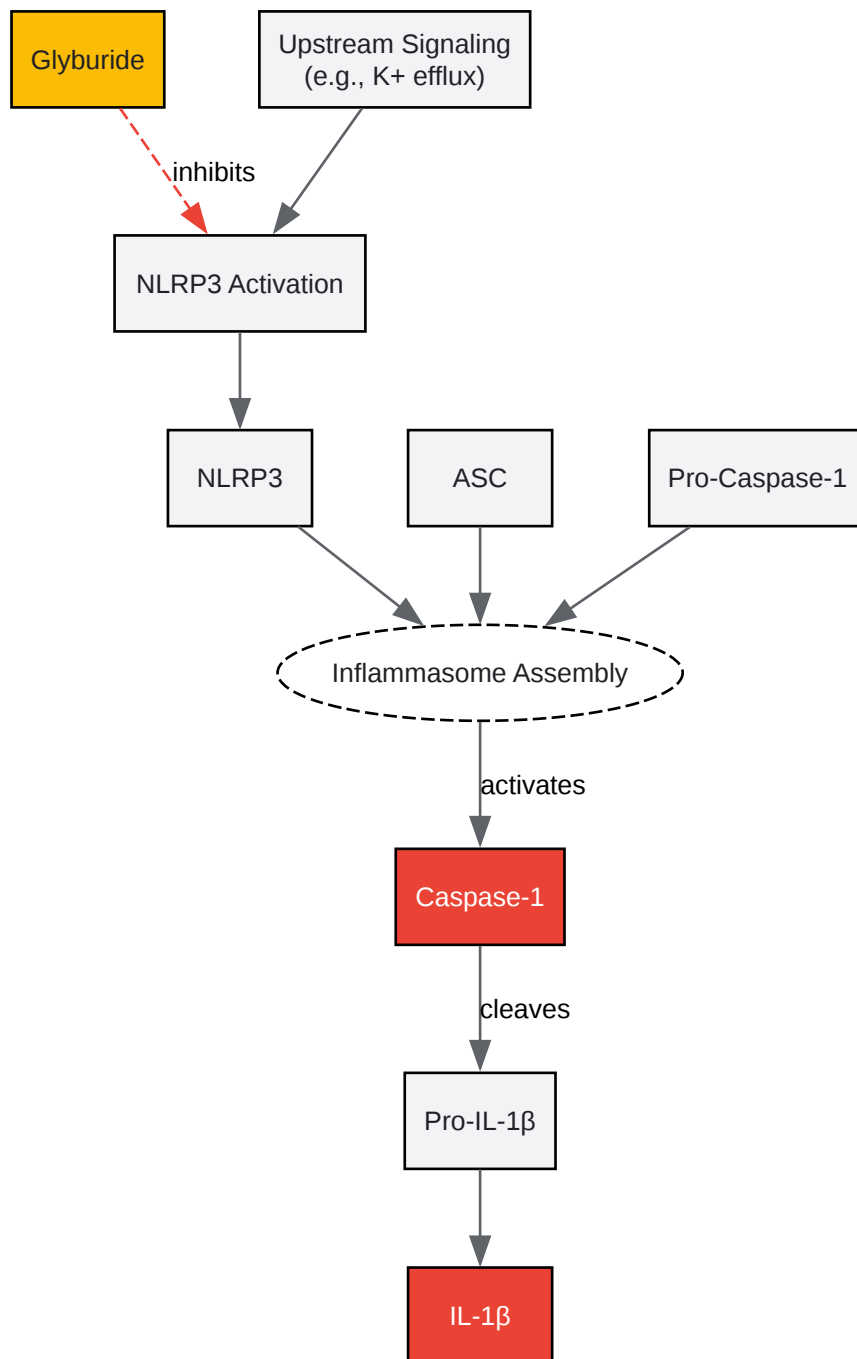 Glyburide
Upstream Signaling
(e.g., K+ efflux)
inhibits
NLRP3 Activation
NLRP3
ASC
Pro-Caspase-1
Inflammasome Assembly
activates
Caspase-1
cleaves
Pro-IL-1β
IL-1β